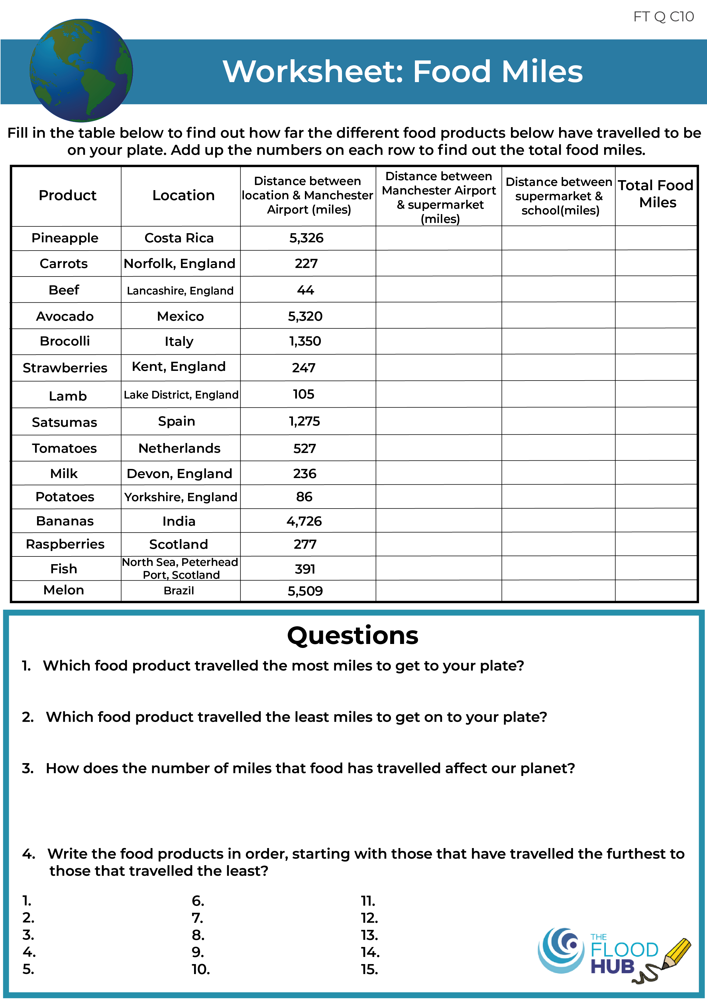 FT Q C10
Worksheet: Food Miles
Fill in the table below to find out how far the different food products below have travelled to be
on your plate. Add up the numbers on each row to find out the total food miles.
Product
Location
Distance between
location & Manchester
Airport (miles)
Distance between
Manchester Airport
& supermarket
(miles)
Distance between
supermarket &
school(miles)
Total Food
Miles
Pineapple Costa Rica 5,326
Carrots Norfolk, England 227
Beef Lancashire, England 44
Avocado Mexico 5,320
Brocolli Italy 1,350
Strawberries Kent, England 247
Lamb Lake District, England 105
Satsumas Spain 1,275
Tomatoes Netherlands 527
Milk Devon, England 236
Potatoes Yorkshire, England 86
Bananas India 4,726
Raspberries Scotland 277
Fish North Sea, Peterhead
Port, Scotland 391
Melon Brazil 5,509
Questions
1. Which food product travelled the most miles to get to your plate?
2. Which food product travelled the least miles to get on to your plate?
3. How does the number of miles that food has travelled affect our planet?
4. Write the food products in order, starting with those that have travelled the furthest to
those that travelled the least?
1. 6. 11.
2. 7. 12.
3. 8. 13.
4. 9. 14.
5. 10. 15.
THE
FLOOD
HUB